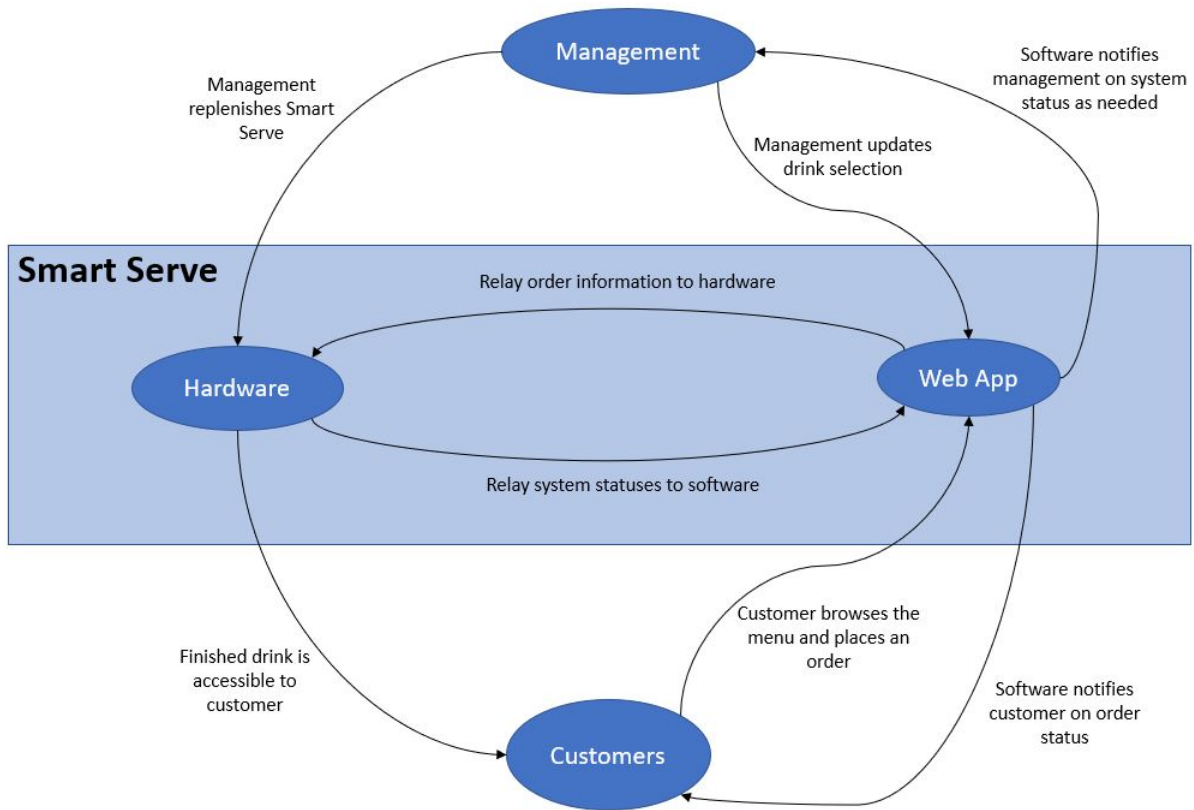 Management
Software notifies
management on system
status as needed
Management
replenishes Smart
Serve
Management updates
drink selection
Smart Serve
Relay order information to hardware
Hardware
Web App
Relay system statuses to software
Customer browses the
menu and places an
order
Finished drink is
accessible to
customer
Software notifies
customer on order
status
Customers